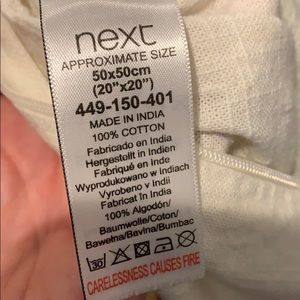 next
APPROXIMATE SIZE
50x50cm
(20"x20")
449-150-401
MADE IN INDIA
100% COTTON
Fabricado en India
Hergestellt in Indien
Fabriqué en Inde
Wyprodukowano w Indiach
Vyrobeno v Indii
Fabricat în India
100% Algodón/
Baumwolle/Coton/
Bawełna/Bavlna/Bumbac
30
CARELESSNESS CAUSES FIRE